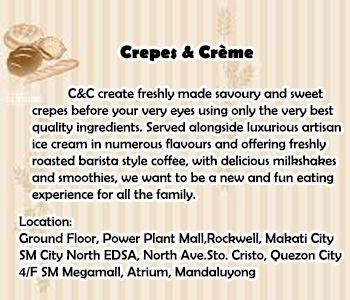 Crepes & Crème
C&C create freshly made savoury and sweet
crepes before your very eyes using only the very best
quality ingredients. Served alongside luxurious artisan
ice cream in numerous flavours and offering freshly
roasted barista style coffee, with delicious milkshakes
and smoothies, we want to be a new and fun eating
experience for all the family.
Location:
Ground Floor, Power Plant Mall,Rockwell, Makati City
SM City North EDSA, North Ave.Sto. Cristo, Quezon City
4/F SM Megamall, Atrium, Mandaluyong